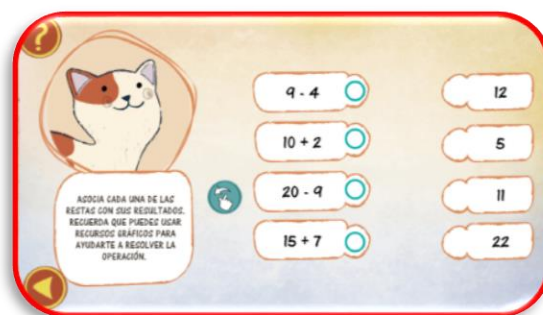 ?
9 - 4
12
10 + 2
5
ASOCIA CADA UNA DE LAS
RESTAS CON SUS RESULTADOS.
RECUERDA QUE PUEDES USAR
RECURSOS GRÁFICOS PARA
AYUDARTE A RESOLVER LA
OPERACIÓN.
20 - 9
11
15 + 7
22